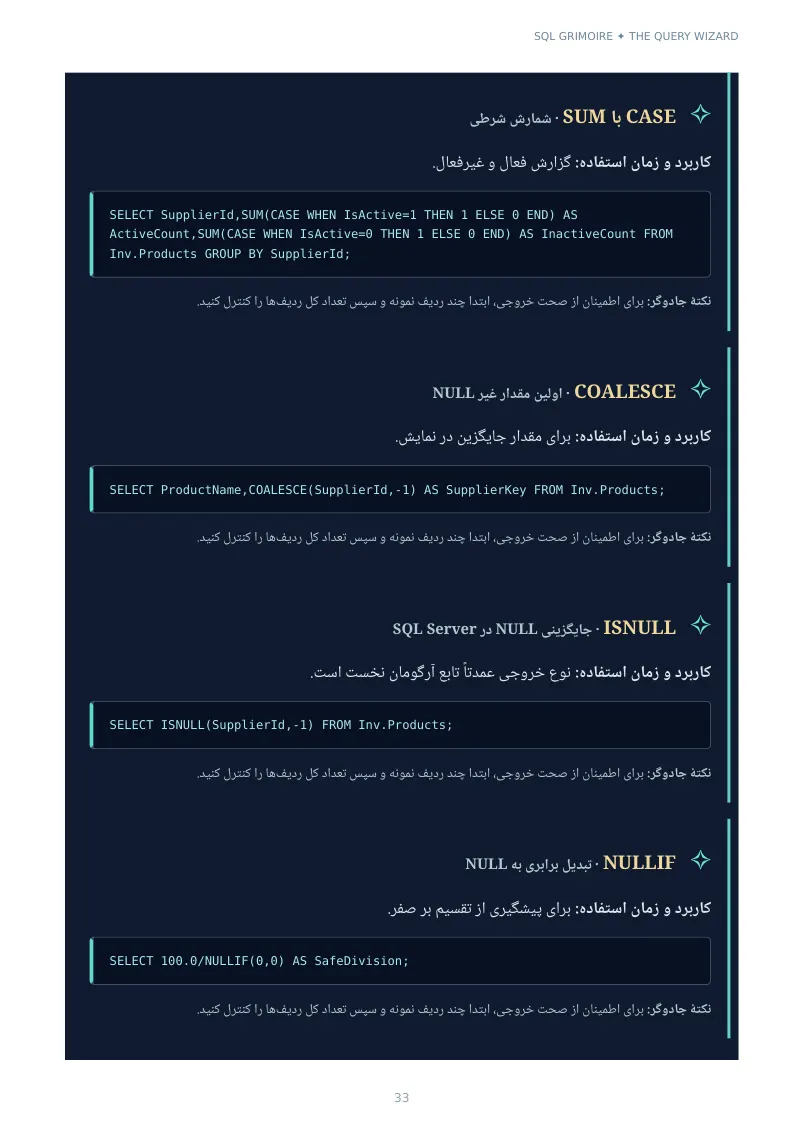 SQL GRIMOIRE ✦ THE QUERY WIZARD
✧ CASE با SUM · شمارش شرطی
کاربرد و زمان استفاده: گزارش فعال و غیرفعال.
SELECT SupplierId,SUM(CASE WHEN IsActive=1 THEN 1 ELSE 0 END) AS
ActiveCount,SUM(CASE WHEN IsActive=0 THEN 1 ELSE 0 END) AS InactiveCount FROM
Inv.Products GROUP BY SupplierId;
نکتهٔ جادوگر: برای اطمینان از صحت خروجی، ابتدا چند ردیف نمونه و سپس تعداد کل ردیف‌ها را کنترل کنید.
✧ COALESCE · اولین مقدار غیر NULL
کاربرد و زمان استفاده: برای مقدار جایگزین در نمایش.
SELECT ProductName,COALESCE(SupplierId,-1) AS SupplierKey FROM Inv.Products;
نکتهٔ جادوگر: برای اطمینان از صحت خروجی، ابتدا چند ردیف نمونه و سپس تعداد کل ردیف‌ها را کنترل کنید.
✧ ISNULL · جایگزینی NULL در SQL Server
کاربرد و زمان استفاده: نوع خروجی عمدتاً تابع آرگومان نخست است.
SELECT ISNULL(SupplierId,-1) FROM Inv.Products;
نکتهٔ جادوگر: برای اطمینان از صحت خروجی، ابتدا چند ردیف نمونه و سپس تعداد کل ردیف‌ها را کنترل کنید.
✧ NULLIF · تبدیل برابری به NULL
کاربرد و زمان استفاده: برای پیشگیری از تقسیم بر صفر.
SELECT 100.0/NULLIF(0,0) AS SafeDivision;
نکتهٔ جادوگر: برای اطمینان از صحت خروجی، ابتدا چند ردیف نمونه و سپس تعداد کل ردیف‌ها را کنترل کنید.
33